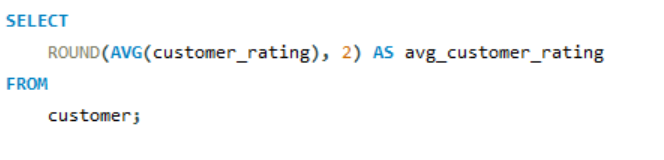 SELECT
    ROUND(AVG(customer_rating), 2) AS avg_customer_rating
FROM
    customer;